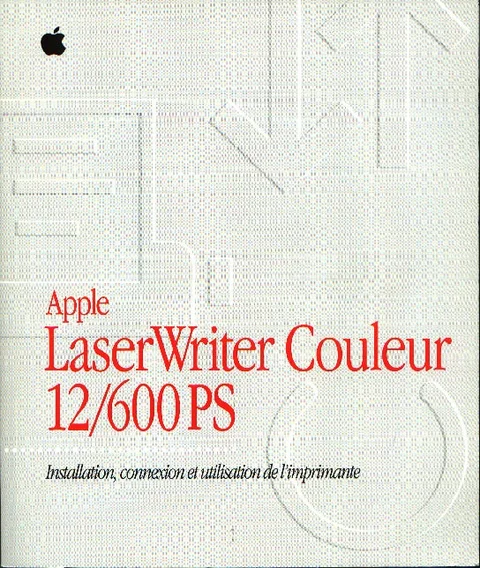 Apple
LaserWriter Couleur
12/600 PS
Installation, connexion et utilisation de l'imprimante